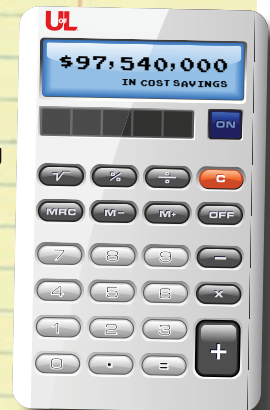 UofL
$97,540,000
IN COST SAVINGS
ON
√ % ÷ C
MRC M− M+ OFF
7 8 9 −
4 5 6 ×
1 2 3
0 . = +